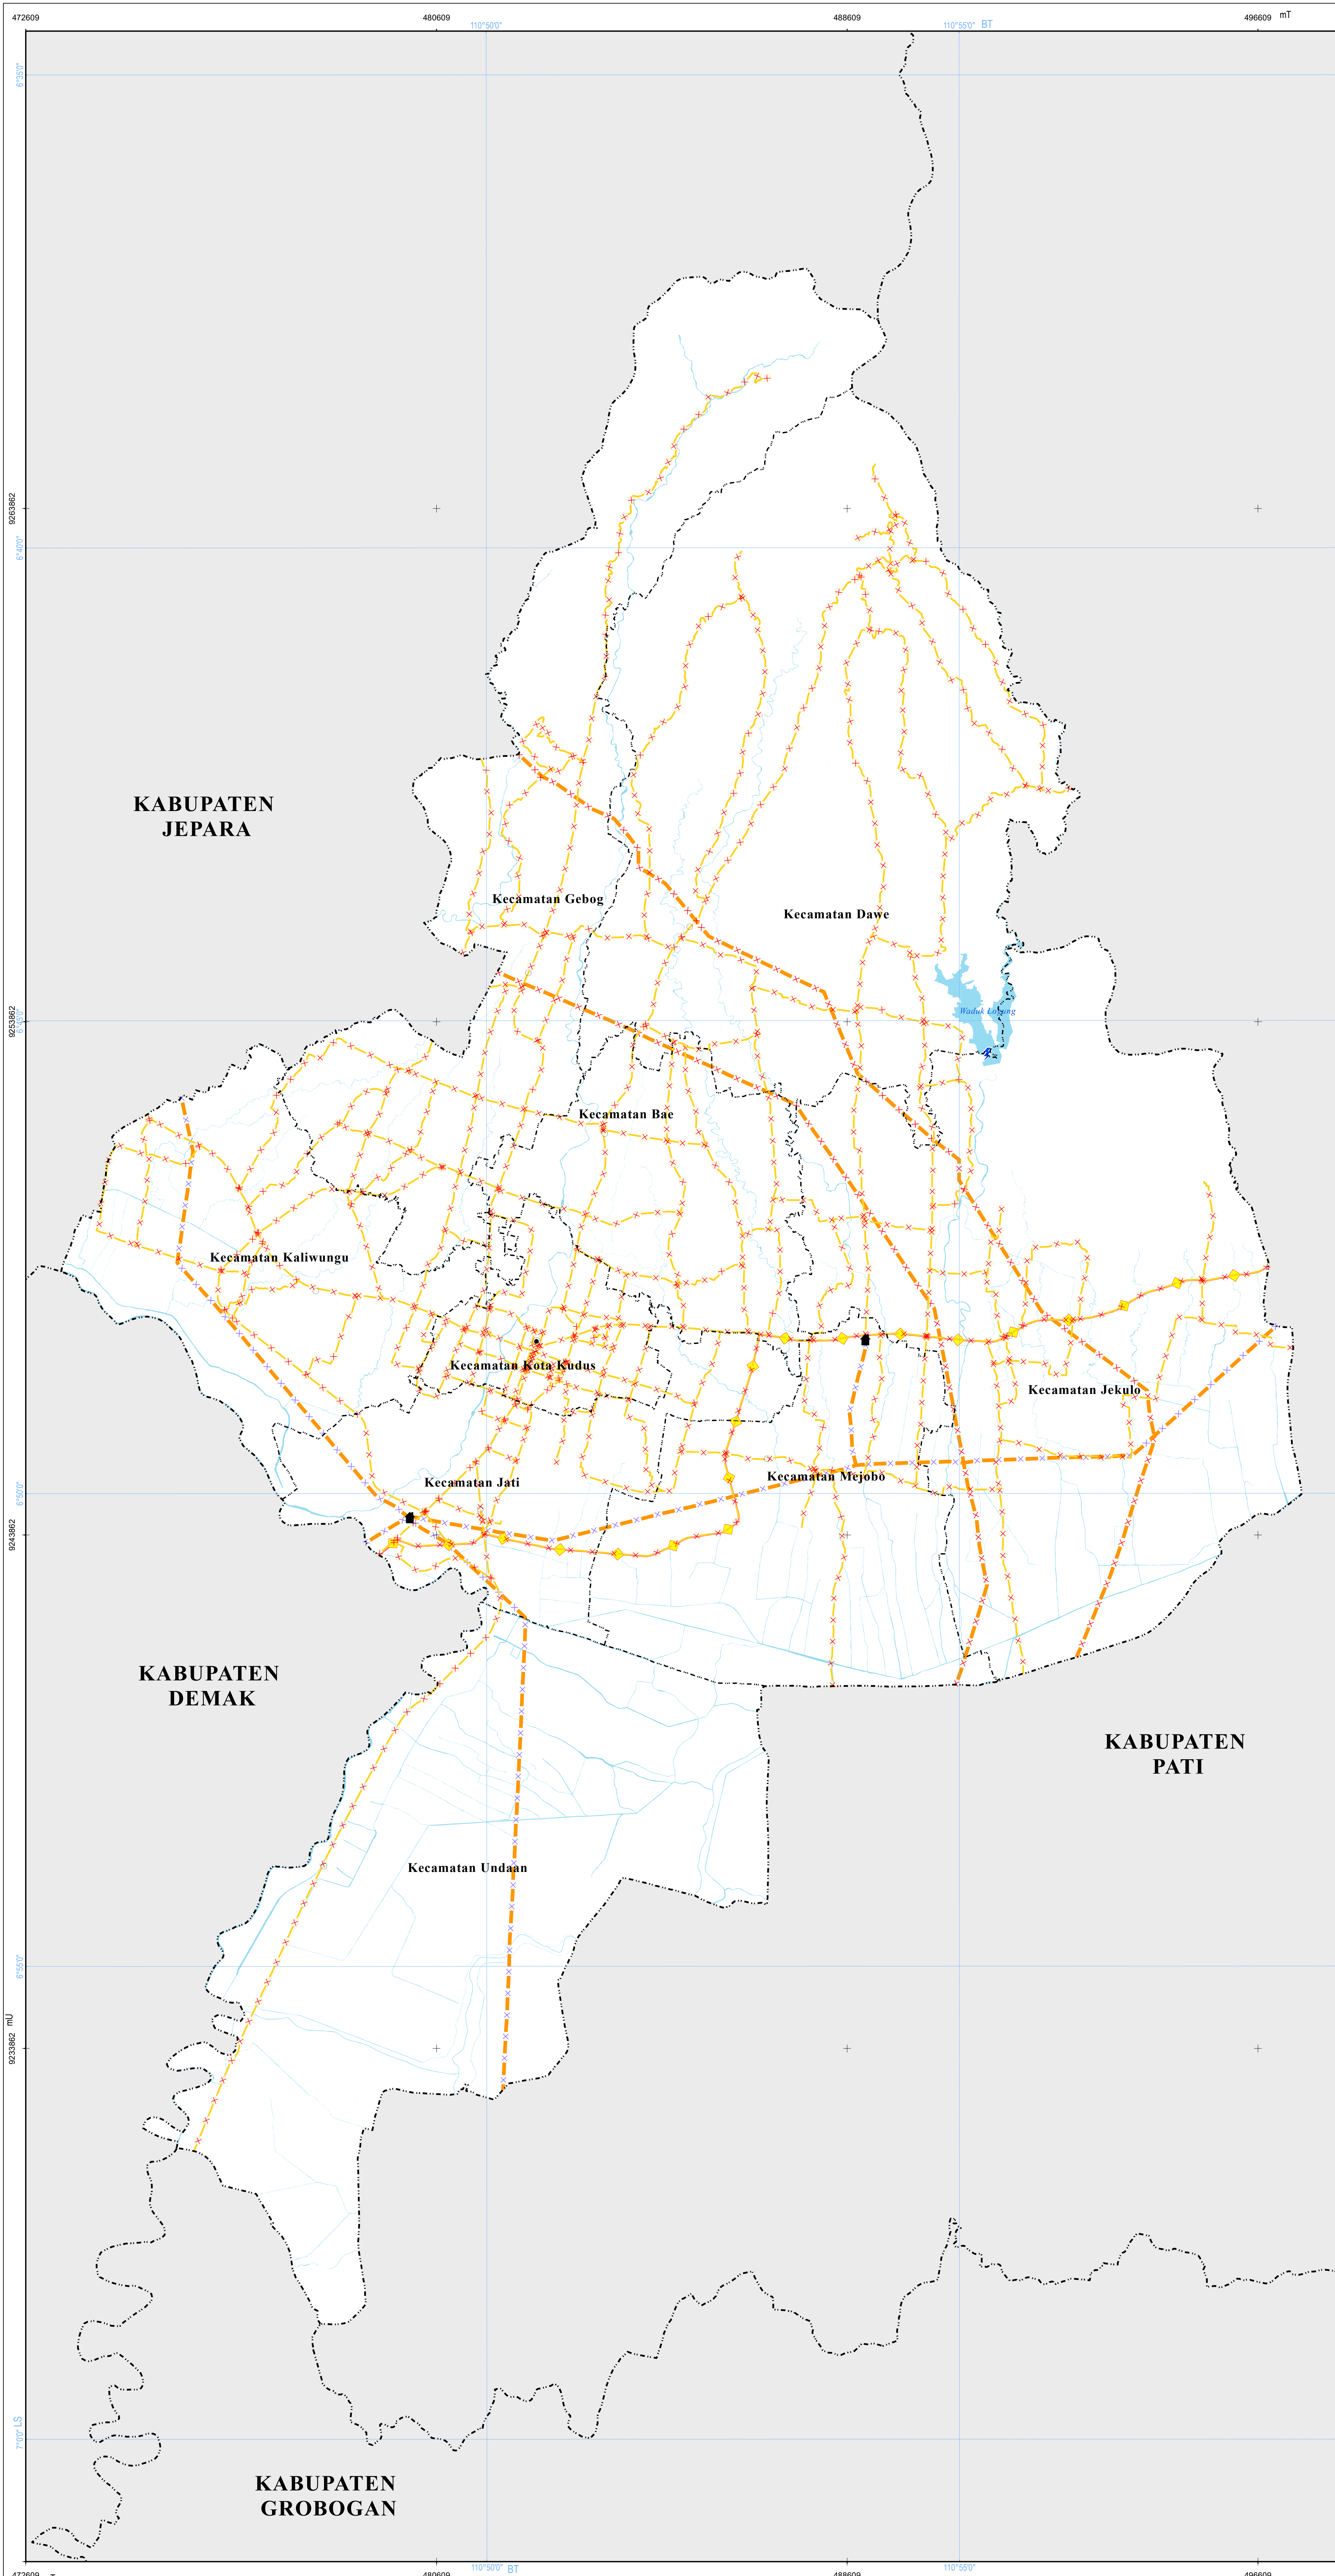 472609
480609
488609
496609
mT
110°50'0"
110°55'0"
BT
6°35'0"
9263862
6°40'0"
KABUPATEN
JEPARA
Kecamatan Gebog
Kecamatan Dawe
9253862
6°45'0"
Waduk Logung
Kecamatan Bae
Kecamatan Kaliwungu
Kecamatan Kota Kudus
Kecamatan Jekulo
Kecamatan Jati
Kecamatan Mejobo
6°50'0"
9243862
KABUPATEN
DEMAK
KABUPATEN
PATI
Kecamatan Undaan
6°55'0"
9233862
mU
7°0'0"
LS
KABUPATEN
GROBOGAN
472609
480609
110°50'0"
BT
488609
110°55'0"
496609